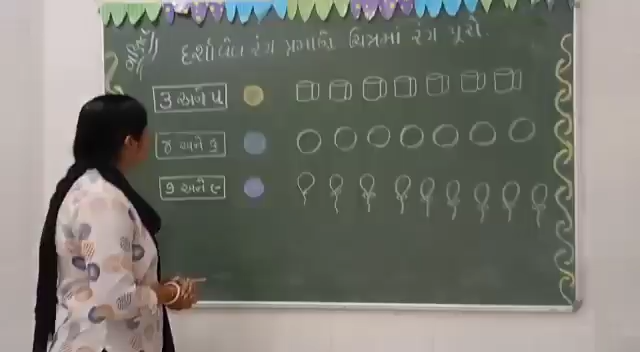 દર્શાવેલ રંગ પ્રમાણે ચિત્રમાં રંગ પૂરો.
૩ અને ૫
૪ અને ૬
૭ અને ૯